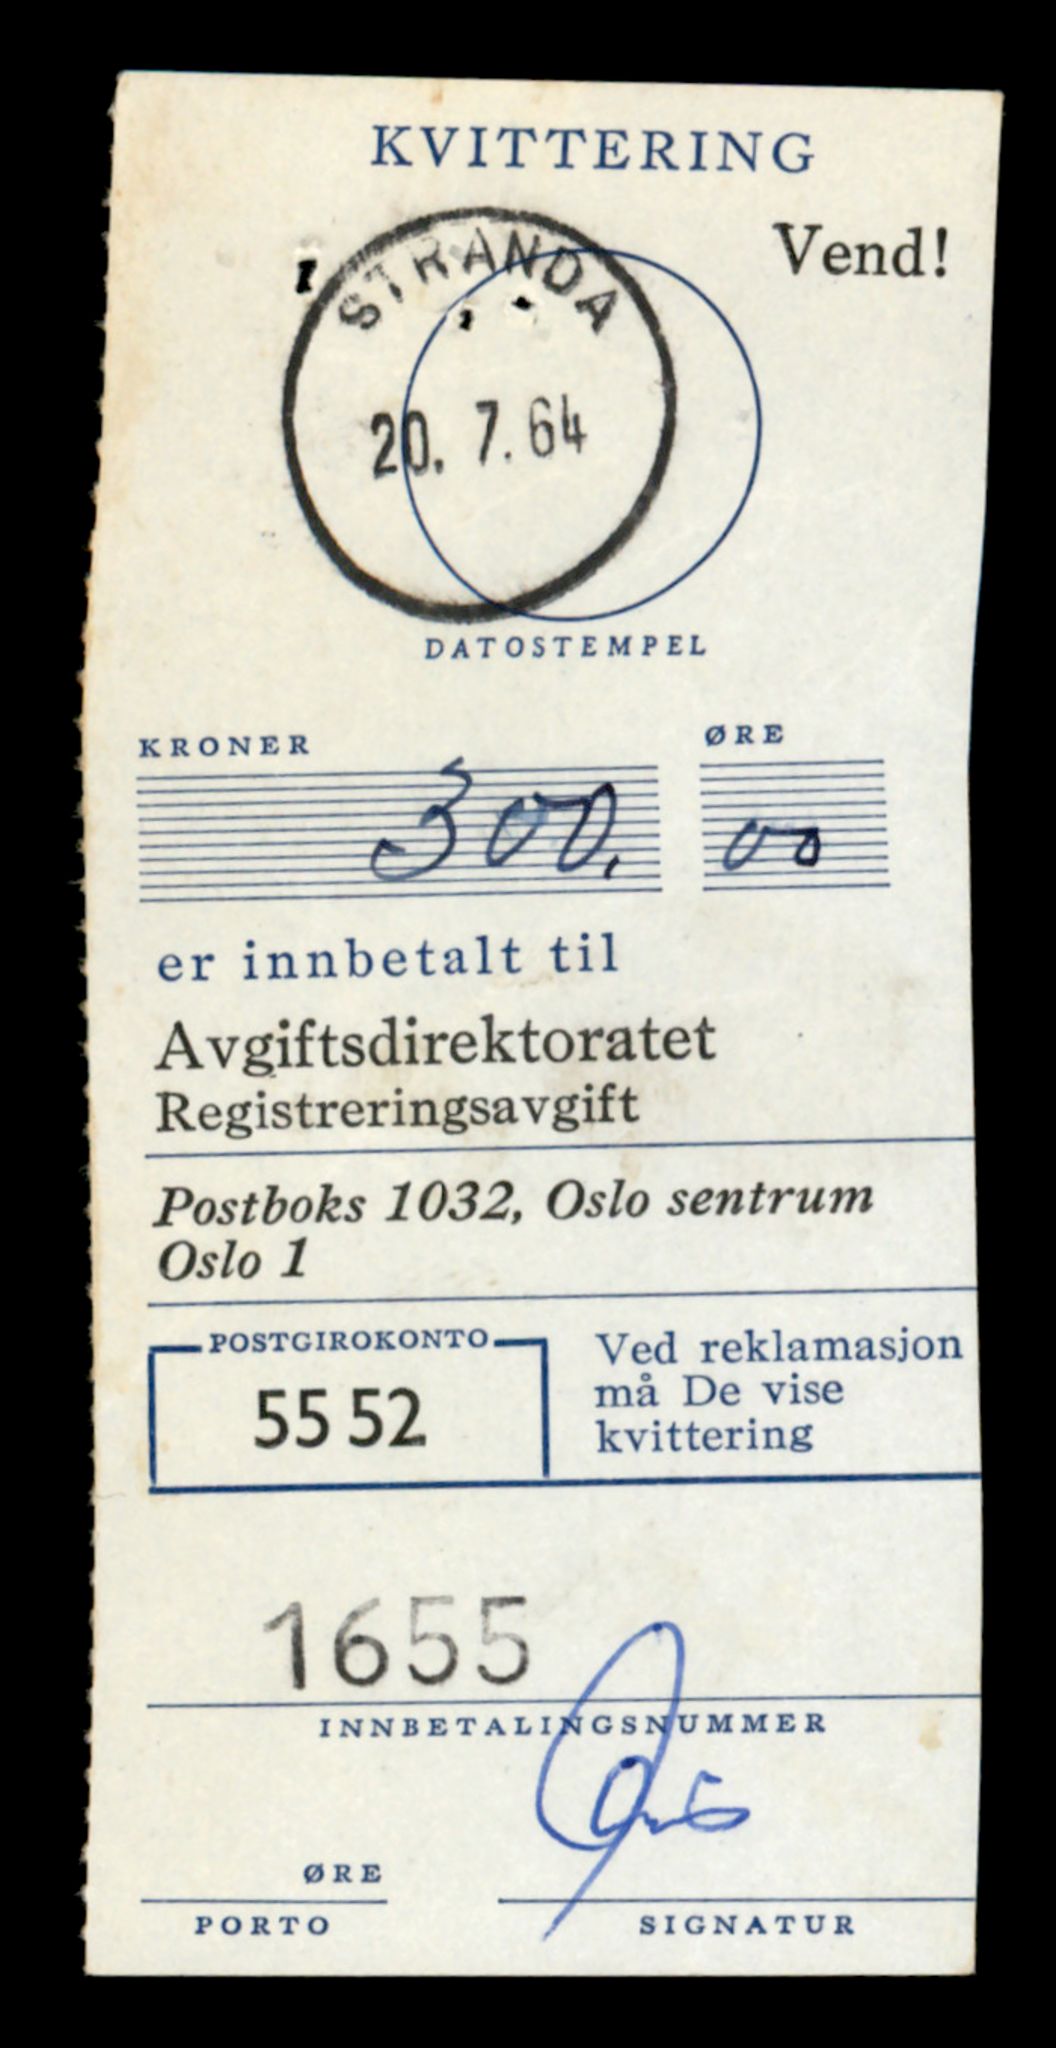 KVITTERING
Vend!
STRANDA
20. 7. 64
DATOSTEMPEL
KRONER
ØRE
300, 00
er innbetalt til
Avgiftsdirektoratet
Registreringsavgift
Postboks 1032, Oslo sentrum
Oslo 1
POSTGIROKONTO
55 52
Ved reklamasjon
må De vise
kvittering
1655
INNBETALINGSNUMMER
ØRE
PORTO
SIGNATUR